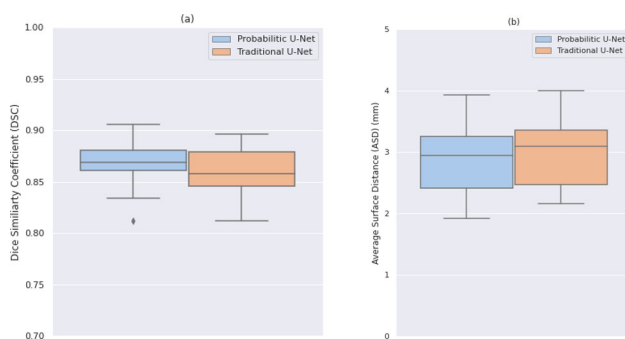 (a)
1.00
0.95
0.90
0.85
0.80
0.75
0.70
Dice Similiarty Coefficient (DSC)
Probabilitic U-Net
Traditional U-Net
(b)
5
4
3
2
1
0
Average Surface Distance (ASD) (mm)
Probabilitic U-Net
Traditional U-Net